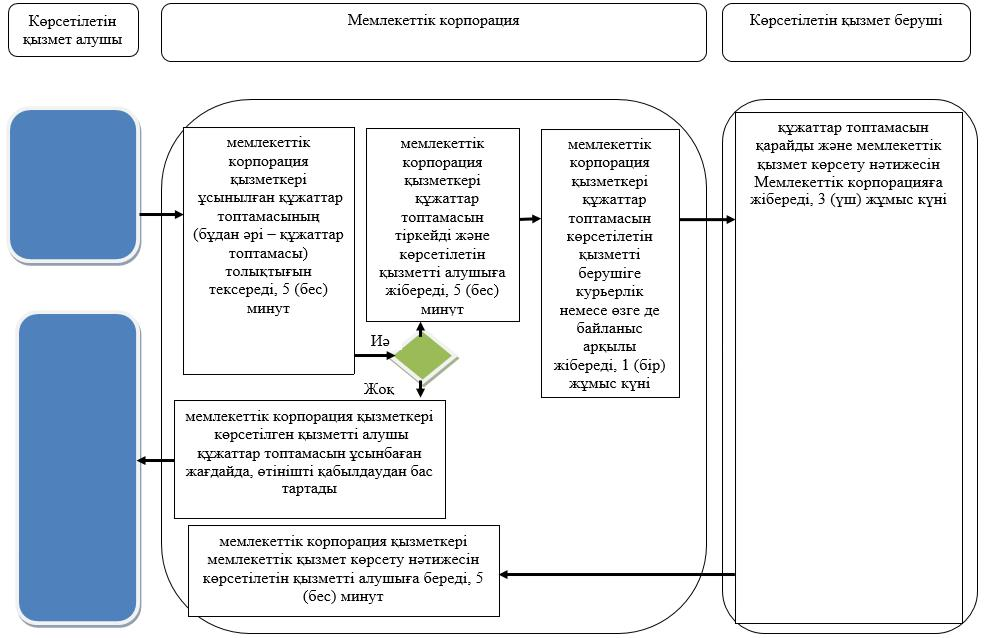 Көрсетілетін
қызмет алушы
Мемлекеттік корпорация
Көрсетілетін қызмет беруші
мемлекеттік
корпорация
қызметкері
ұсынылған құжаттар
топтамасының
(бұдан әрі – құжаттар
топтамасы)
толықтығын
тексереді, 5 (бес)
минут
мемлекеттік
корпорация
қызметкері
құжаттар
топтамасын
тіркейді және
көрсетілетін
қызметті алушыға
жібереді, 5 (бес)
минут
мемлекеттік
корпорация
қызметкері
құжаттар
топтамасын
көрсетілетін
қызметті
берушіге
курьерлік
немесе өзге де
байланыс
арқылы
жібереді, 1 (бір)
жұмыс күні
құжаттар топтамасын
қарайды және мемлекеттік
қызмет көрсету нәтижесін
Мемлекеттік корпорацияға
жібереді, 3 (үш) жұмыс күні
Иә
Жоқ
мемлекеттік корпорация қызметкері
көрсетілген қызметті алушы
құжаттар топтамасын ұсынбаған
жағдайда, өтінішті қабылдаудан бас
тартады
мемлекеттік корпорация қызметкері
мемлекеттік қызмет көрсету нәтижесін
көрсетілетін қызметті алушыға береді, 5
(бес) минут